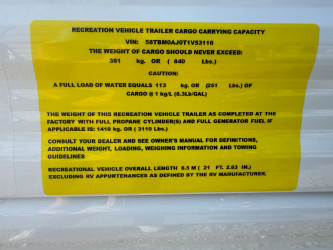 RECREATION VEHICLE TRAILER CARGO CARRYING CAPACITY
VIN: 58TBM0AJ0T1V53110
THE WEIGHT OF CARGO SHOULD NEVER EXCEED:
381 kg. OR ( 840 Lbs.)
CAUTION:
A FULL LOAD OF WATER EQUALS 113 kg. OR (251 Lbs.) OF
CARGO @ 1 kg/L (8.3Lb/GAL)
THE WEIGHT OF THIS RECREATION VEHICLE TRAILER AS COMPLETED AT THE
FACTORY WITH FULL PROPANE CYLINDER(S) AND FULL GENERATOR FUEL IF
APPLICABLE IS: 1410 KG. OR ( 3110 LBS.)
CONSULT YOUR DEALER AND SEE OWNER'S MANUAL FOR DEFINITIONS,
ADDITIONAL WEIGHT, LOADING, WEIGHING INFORMATION AND TOWING
GUIDELINES
RECREATIONAL VEHICLE OVERALL LENGTH 6.5 M ( 21 FT. 2.63 IN.)
EXCLUDING RV APPURTENANCES AS DEFINED BY THE RV MANUFACTURER.